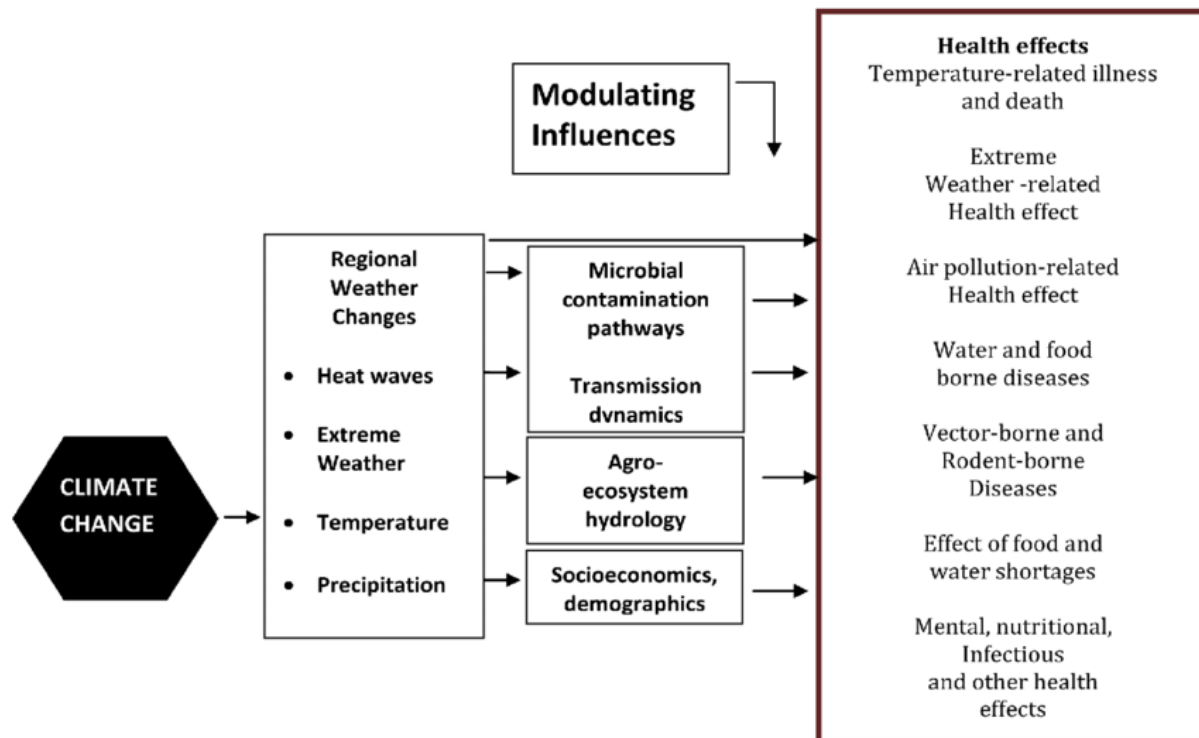 CLIMATE
CHANGE
Regional
Weather
Changes
• Heat waves
• Extreme
Weather
• Temperature
• Precipitation
Modulating
Influences
Microbial
contamination
pathways
Transmission
dvnamics
Agro-
ecosystem
hydrology
Socioeconomics,
demographics
Health effects
Temperature-related illness
and death
Extreme
Weather -related
Health effect
Air pollution-related
Health effect
Water and food
borne diseases
Vector-borne and
Rodent-borne
Diseases
Effect of food and
water shortages
Mental, nutritional,
Infectious
and other health
effects